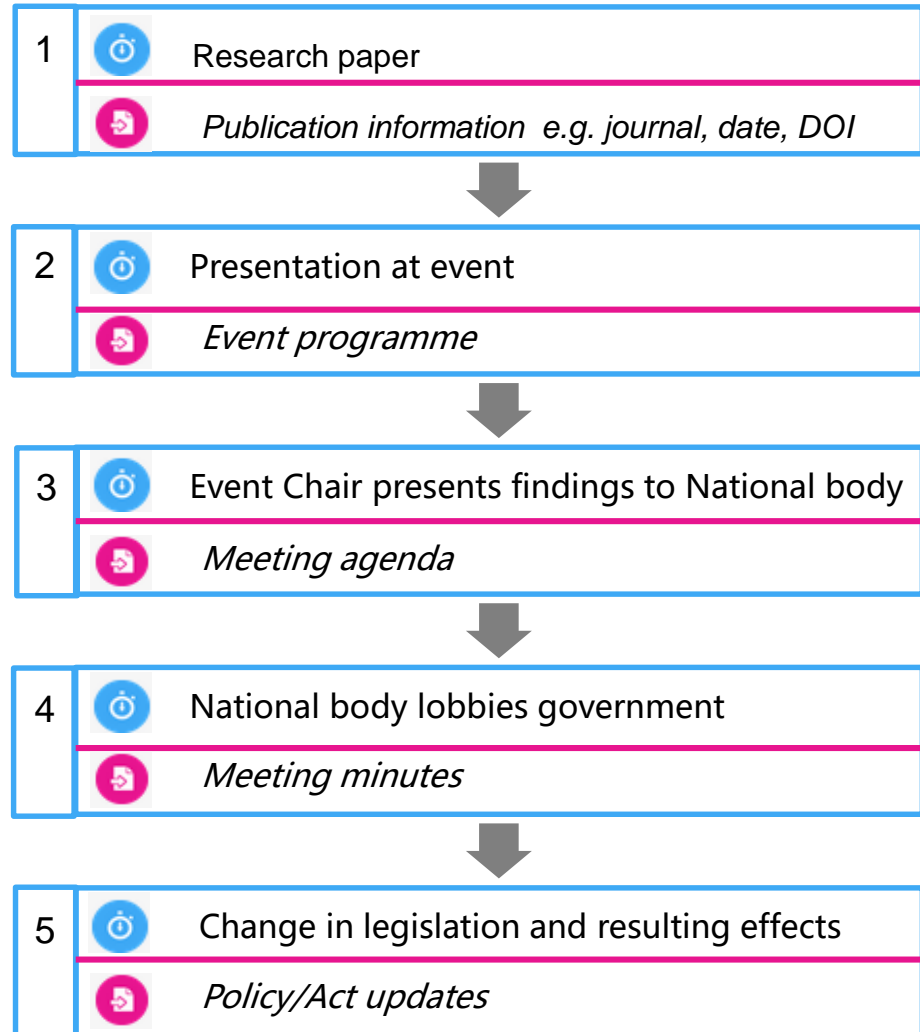 1
Research paper
Publication information e.g. journal, date, DOI
2
Presentation at event
Event programme
3
Event Chair presents findings to National body
Meeting agenda
4
National body lobbies government
Meeting minutes
5
Change in legislation and resulting effects
Policy/Act updates